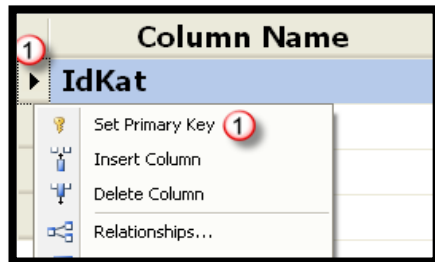 Column Name
1
IdKat
Set Primary Key 1
Insert Column
Delete Column
Relationships...